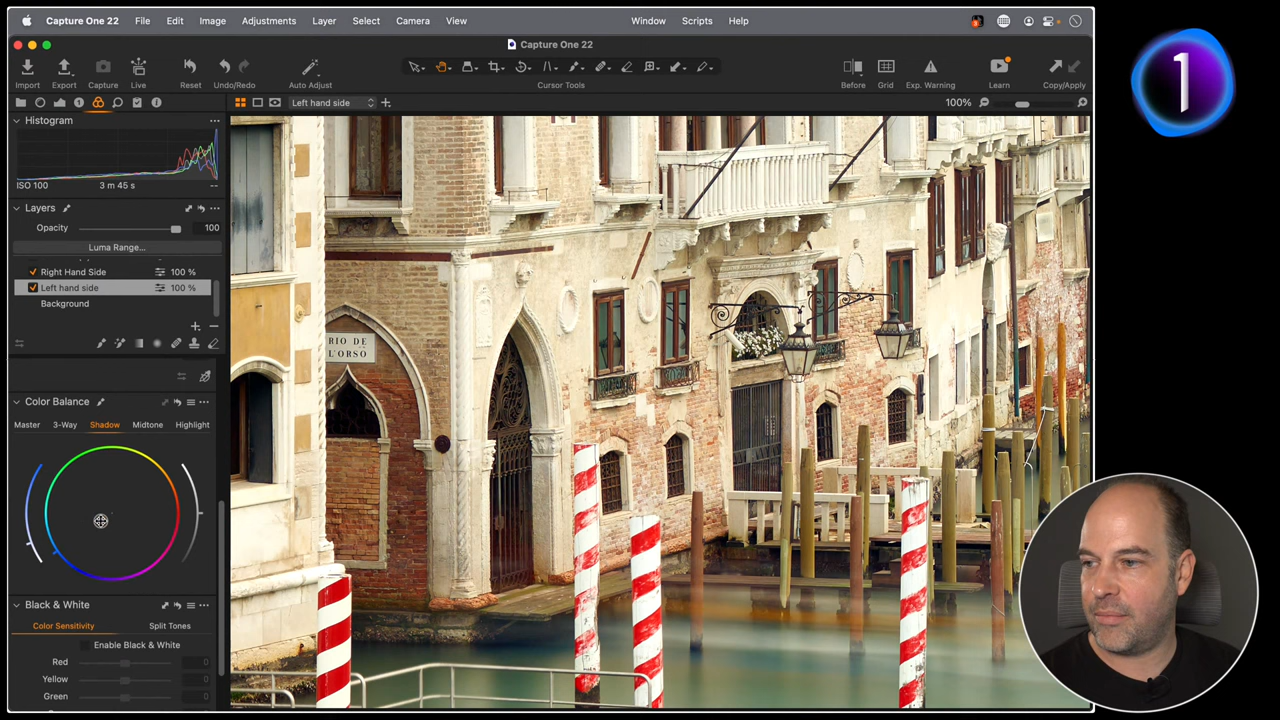 Capture One 22 File Edit Image Adjustments Layer Select Camera View Window Scripts Help
Capture One 22
Import Export Capture Live Reset Undo/Redo Auto Adjust Cursor Tools Before Grid Exp. Warning Learn Copy/Apply
Left hand side 100%
1
Histogram
ISO 100 3 m 45 s --
Layers
Opacity 100
Luma Range...
Right Hand Side 100 %
Left hand side 100 %
Background
RIO DE
L'ORSO
Color Balance
Master 3-Way Shadow Midtone Highlight
Black & White
Color Sensitivity Split Tones
Enable Black & White
Red 0
Yellow 0
Green 0